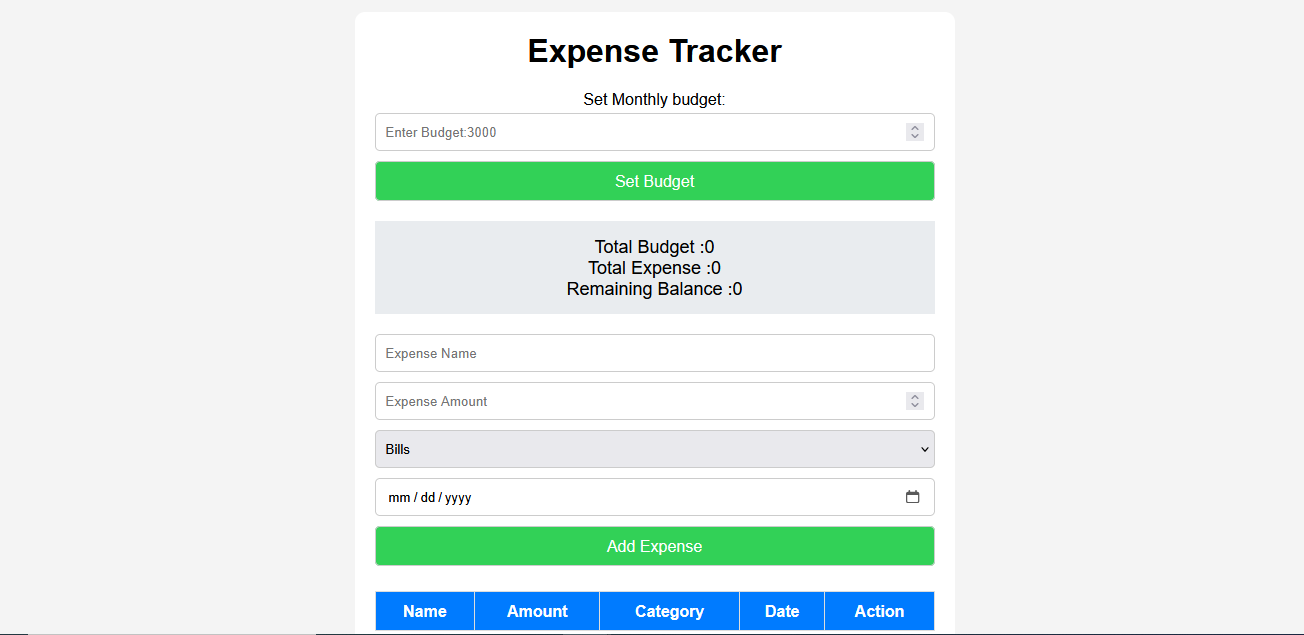 Expense Tracker
Set Monthly budget:
Enter Budget:3000
Set Budget
Total Budget :0
Total Expense :0
Remaining Balance :0
Expense Name
Expense Amount
Bills
mm / dd / yyyy
Add Expense
Name Amount Category Date Action